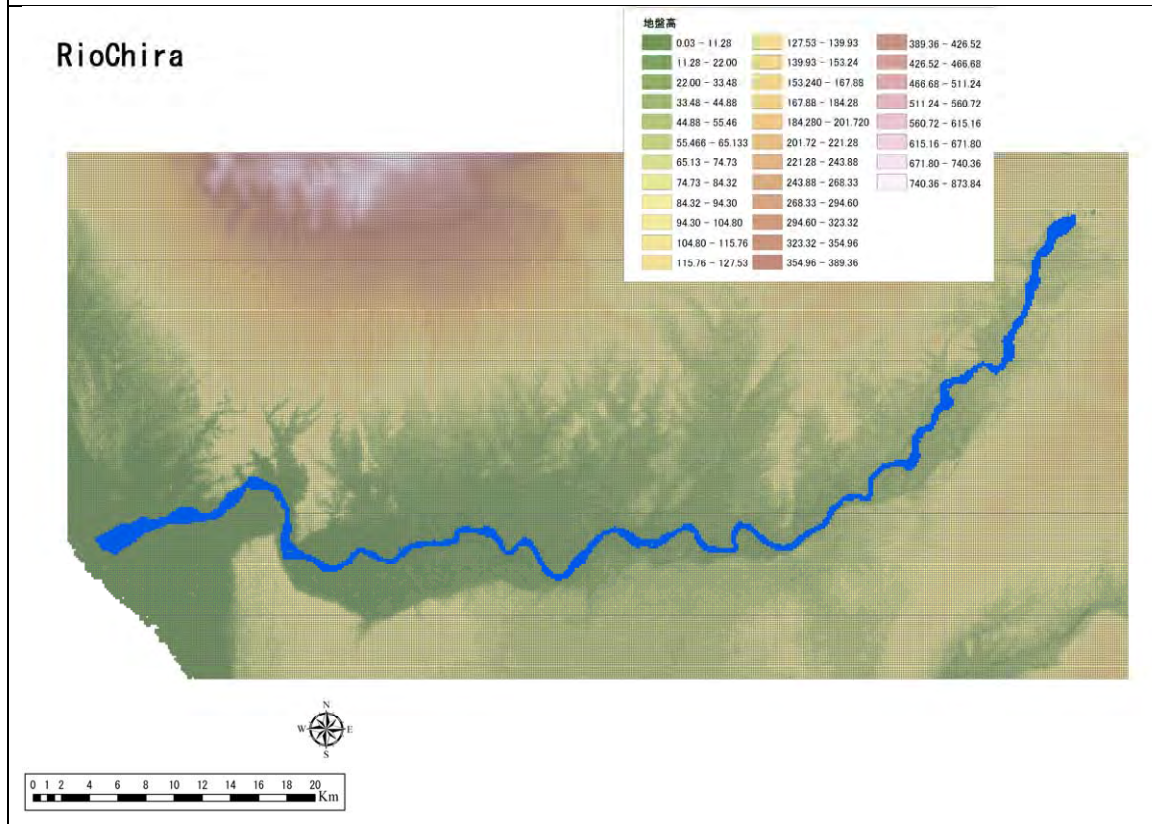 RioChira
地盤高
0.03 - 11.28
11.28 - 22.00
22.00 - 33.48
33.48 - 44.88
44.88 - 55.46
55.466 - 65.133
65.13 - 74.73
74.73 - 84.32
84.32 - 94.30
94.30 - 104.80
104.80 - 115.76
115.76 - 127.53
127.53 - 139.93
139.93 - 153.24
153.240 - 167.88
167.88 - 184.28
184.280 - 201.720
201.72 - 221.28
221.28 - 243.88
243.88 - 268.33
268.33 - 294.60
294.60 - 323.32
323.32 - 354.96
354.96 - 389.36
389.36 - 426.52
426.52 - 466.68
466.68 - 511.24
511.24 - 560.72
560.72 - 615.16
615.16 - 671.80
671.80 - 740.36
740.36 - 873.84
N
W E
S
0 1 2 4 6 8 10 12 14 16 18 20
Km